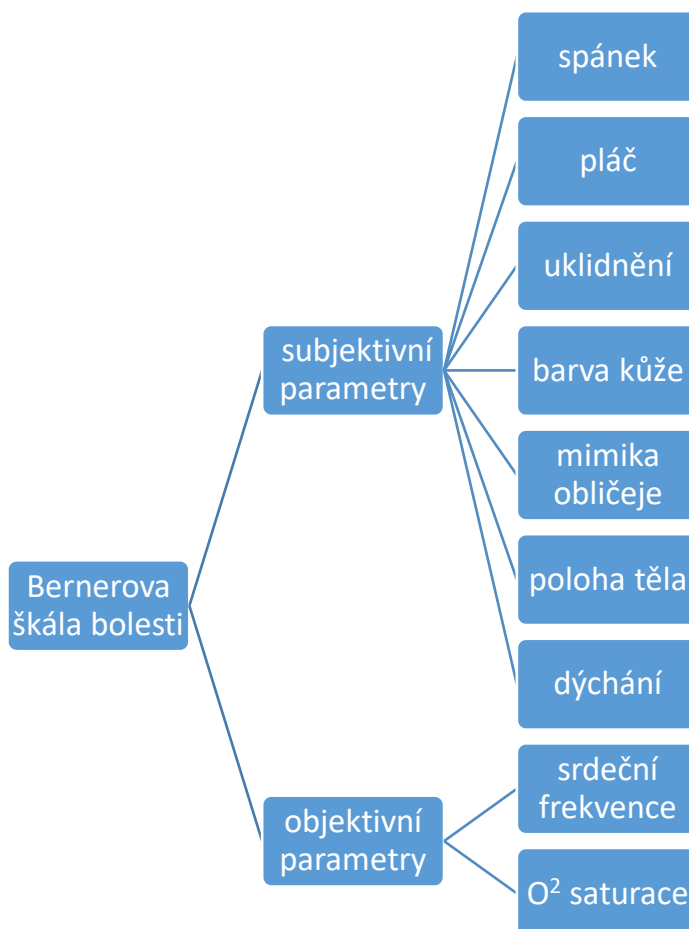 spánek
pláč
uklidnění
barva kůže
mimika
obličeje
poloha těla
dýchání
subjektivní
parametry
Bernerova
škála bolesti
srdeční
frekvence
O² saturace
objektivní
parametry